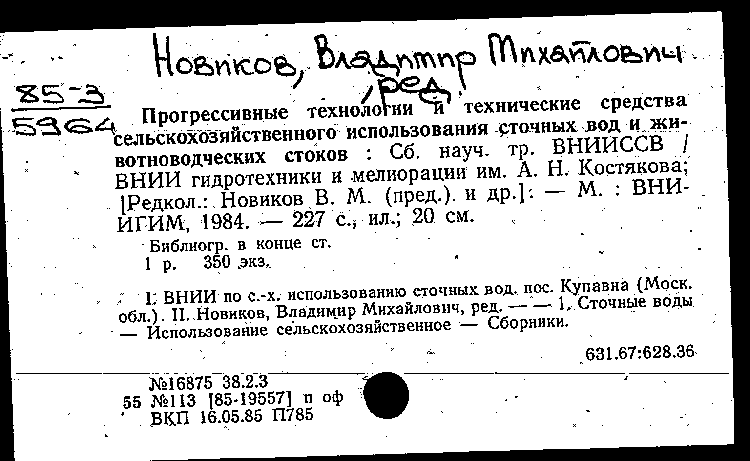 Новиков, Владимир Михайлович
, ред.
85-3
5964
Прогрессивные технологии и технические средства
сельскохозяйственного использования сточных вод и жи-
вотноводческих стоков : Сб. науч. тр. ВНИИССВ /
ВНИИ гидротехники и мелиорации им. А. Н. Костякова;
[Редкол.: Новиков В. М. (пред.) и др.]. — М. : ВНИ-
ИГИМ, 1984. — 227 с., ил.; 20 см.
Библиогр. в конце ст.
1 р. 350 экз.
I. ВНИИ по с.-х. использованию сточных вод. пос. Купавна (Моск.
обл.). II. Новиков, Владимир Михайлович, ред. — — 1. Сточные воды
— Использование сельскохозяйственное — Сборники.
631.67:628.36
№16875 38.2.3
55 №113 [85-19557] п оф
ВКП 16.05.85 П785